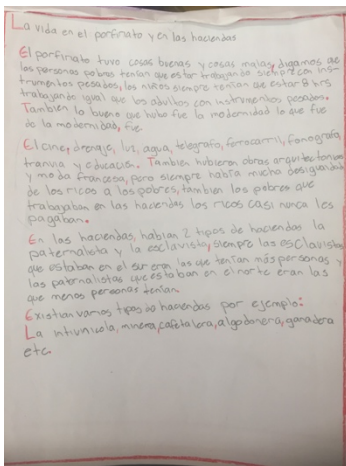 La vida en el porfiriato y en las haciendas
El porfiriato tuvo cosas buenas y cosas malas, digamos que
las personas pobres tenían que estar trabajando siempre con ins-
trumentos pesados, los niños siempre tenían que estar 8 hrs
trabajando igual que los adultos con instrumentos pesados.
También lo bueno que hubo fue la modernidad lo que fue
de la modernidad, fue.
El cine, drenaje, luz, agua, telegrafo, ferrocarril, fonografo,
tranvia y educación. Tambien hubieron obras arquitectonicas
y moda francesa, pero siempre había mucha desigualdad
de los ricos a los pobres, tambien los pobres que
trabajaban en las haciendas los ricos casi nunca les
pagaban.
En las haciendas, habían 2 tipos de haciendas la
paternalista y la esclavista, siempre las esclavistas
que estaban en el sur eran las que tenían más personas y
las paternalistas que estaban en el norte eran las
que menos personas tenían.
Existían varios tipos de haciendas por ejemplo:
La minera, cafetalera, algodonera, ganadera
etc.